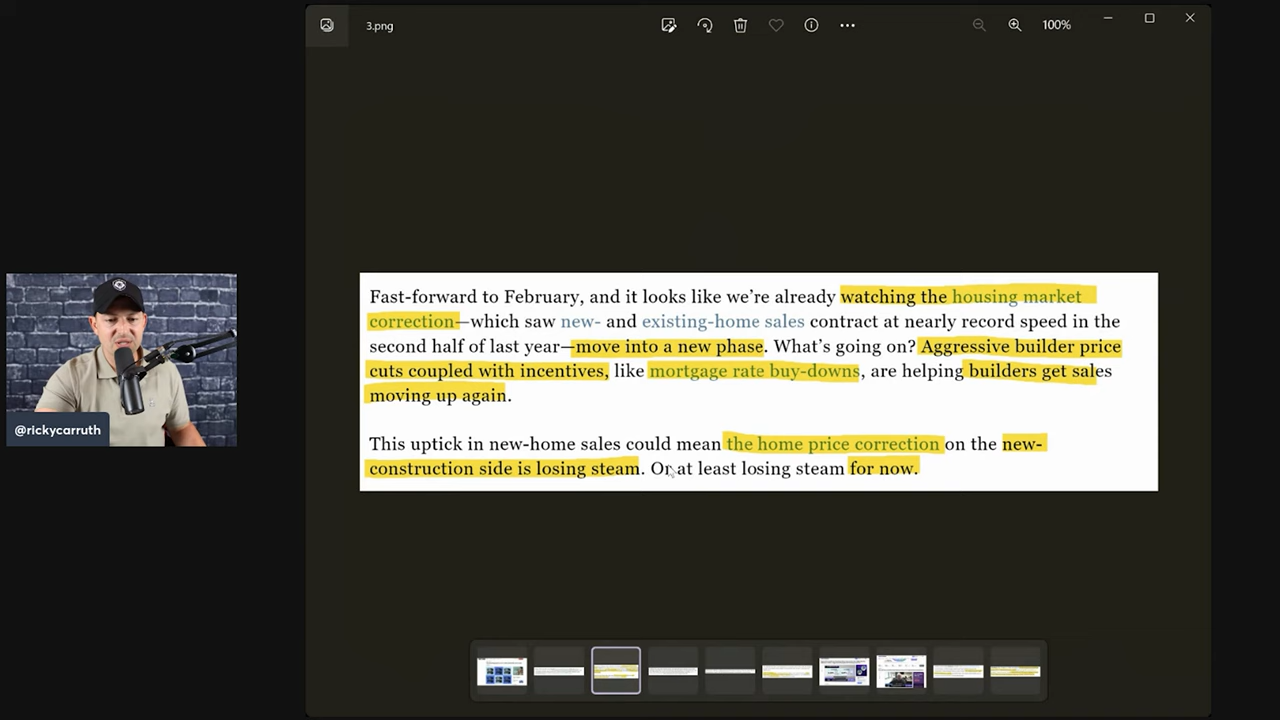 3.png
100%
Fast-forward to February, and it looks like we’re already watching the housing market
correction—which saw new- and existing-home sales contract at nearly record speed in the
second half of last year—move into a new phase. What’s going on? Aggressive builder price
cuts coupled with incentives, like mortgage rate buy-downs, are helping builders get sales
moving up again.
This uptick in new-home sales could mean the home price correction on the new-
construction side is losing steam. Or at least losing steam for now.
@rickycarruth